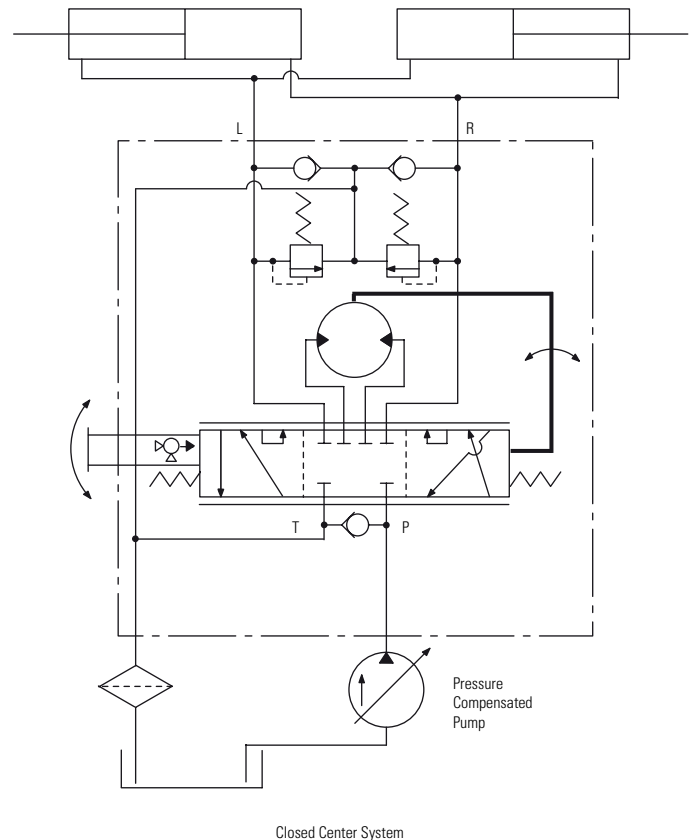 L
R
T
P
Pressure
Compensated
Pump
Closed Center System